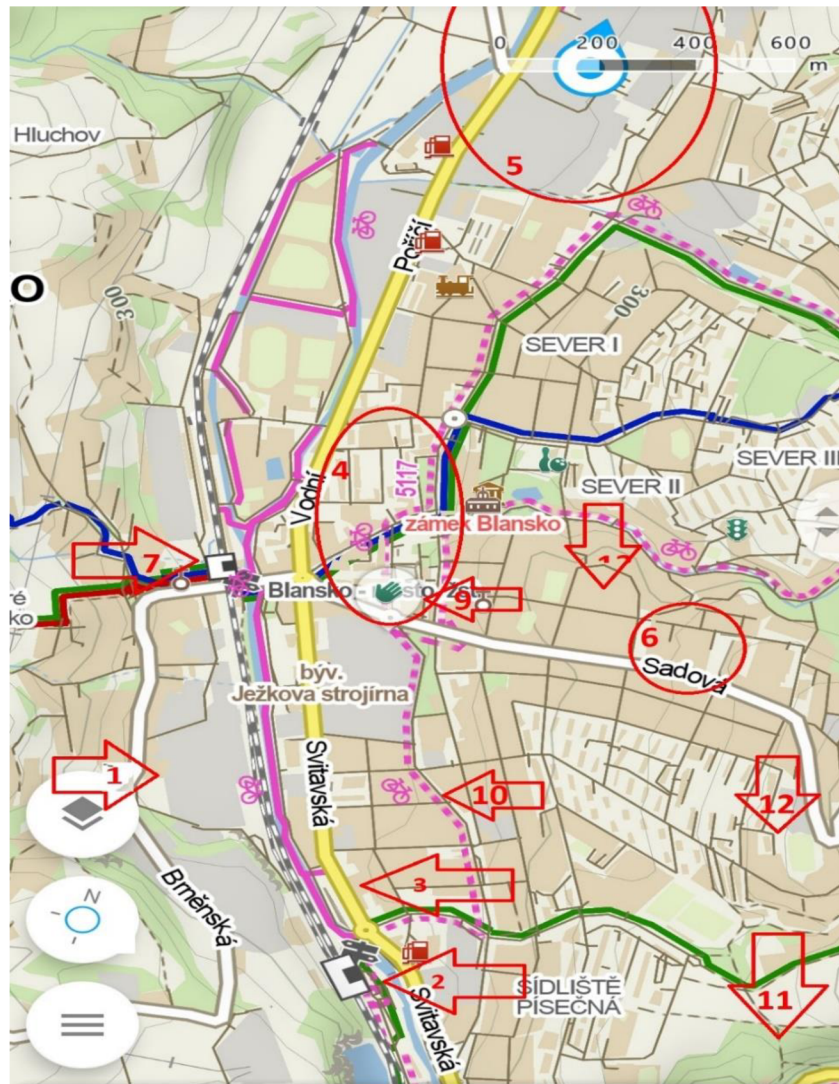 0 200 400 600
m
5
Hluchov
Poříčí
O
300
300
SEVER I
4
5117
Vodní
SEVER II
SEVER III
zámek Blansko
7
Blansko -
9
6
Sadová
býv.
Ježkova strojírna
Svitavská
1
10
12
3
Brněnská
N
2
SÍDLIŠTĚ
PÍSEČNÁ
11
Svitavská